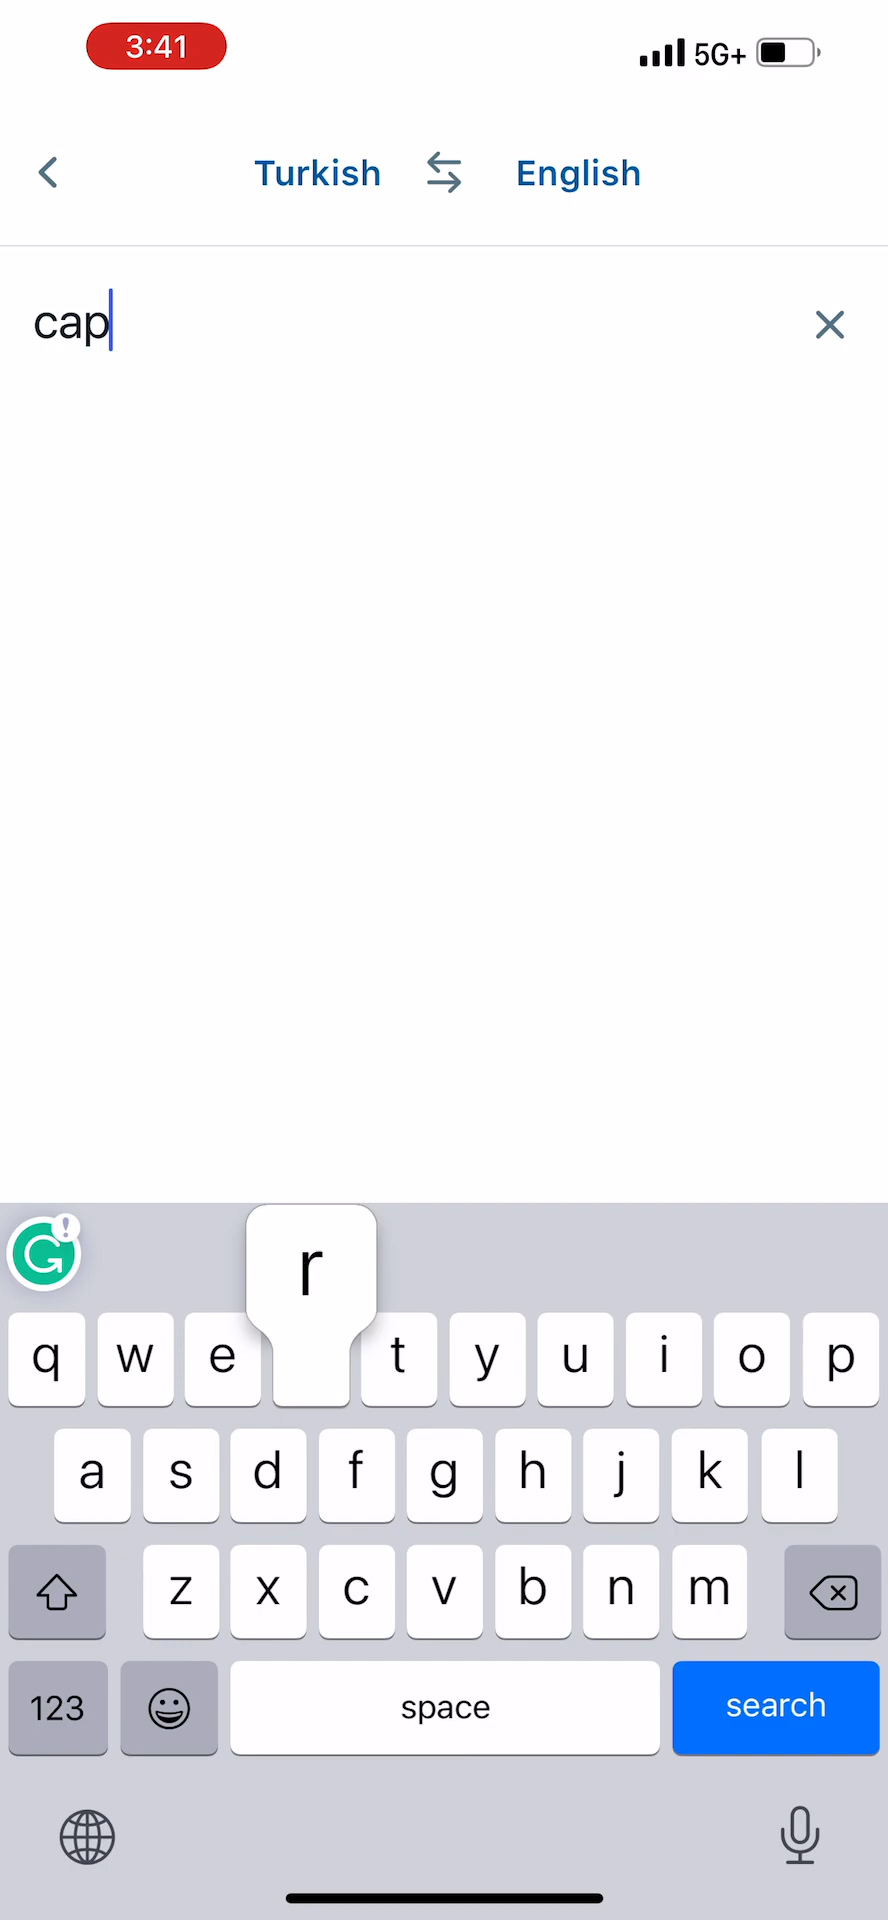 3:41 5G+
Turkish English
cap
r
q w e t y u i o p
a s d f g h j k l
z x c v b n m
123 space search